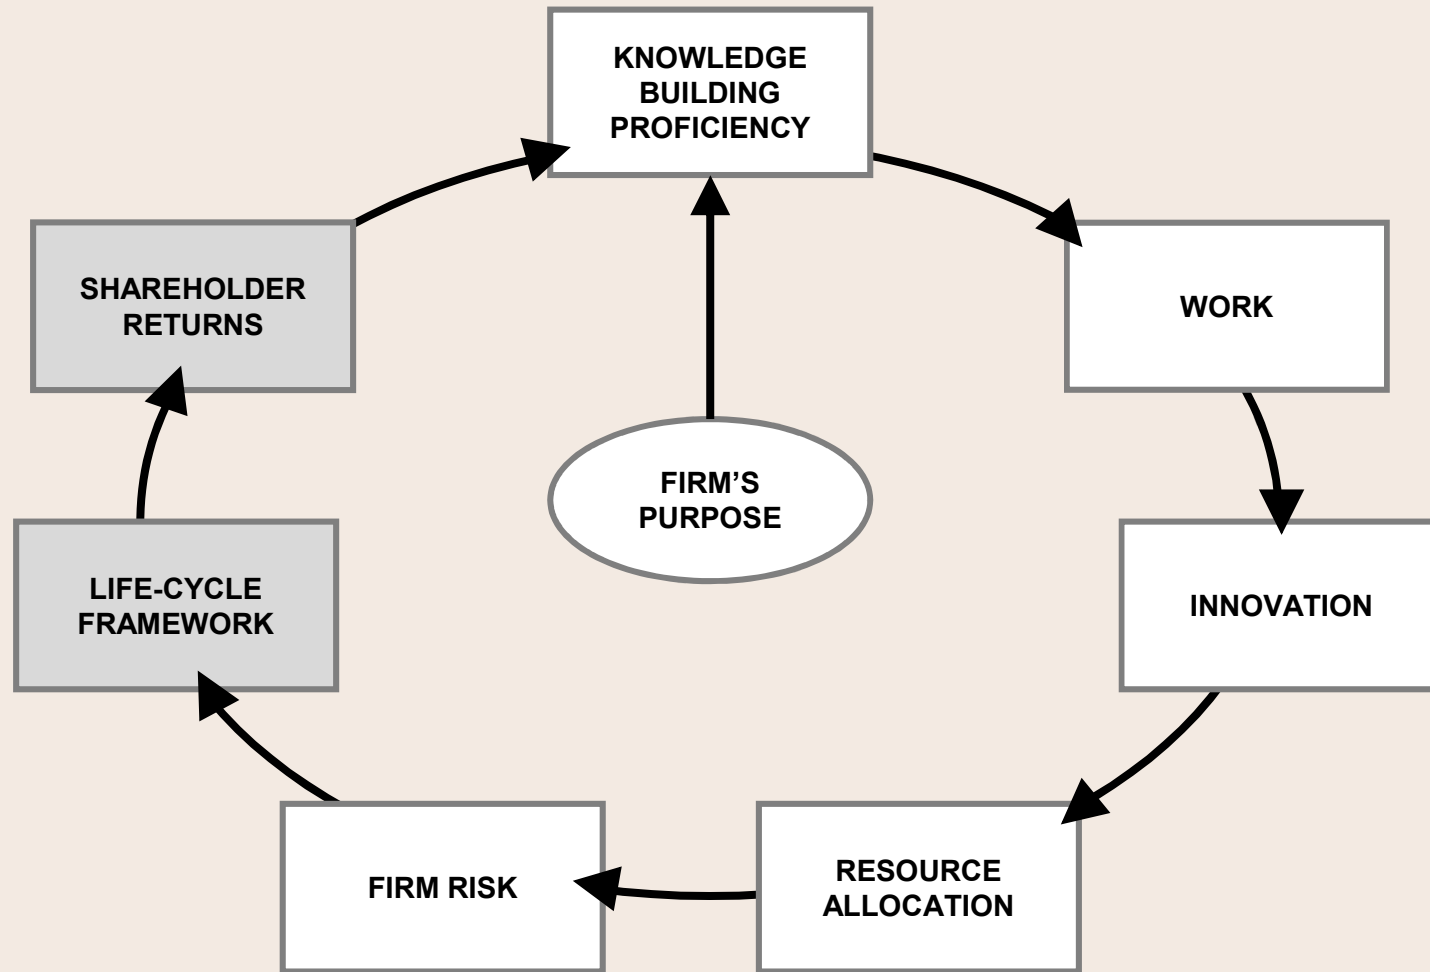 KNOWLEDGE
BUILDING
PROFICIENCY
SHAREHOLDER
RETURNS
WORK
FIRM’S
PURPOSE
LIFE-CYCLE
FRAMEWORK
INNOVATION
FIRM RISK
RESOURCE
ALLOCATION